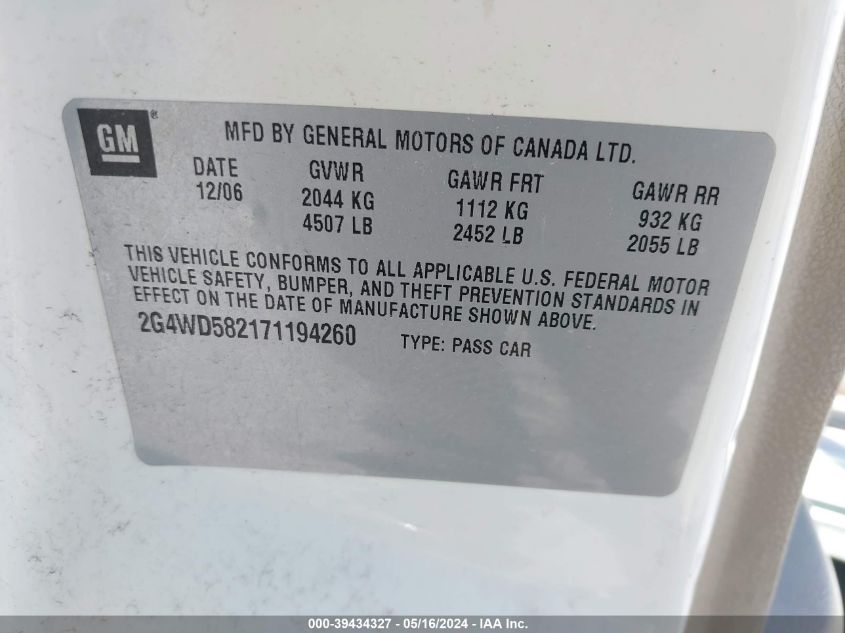 GM®
MFD BY GENERAL MOTORS OF CANADA LTD.
DATE GVWR GAWR FRT GAWR RR
12/06 2044 KG 1112 KG 932 KG
4507 LB 2452 LB 2055 LB
THIS VEHICLE CONFORMS TO ALL APPLICABLE U.S. FEDERAL MOTOR
VEHICLE SAFETY, BUMPER, AND THEFT PREVENTION STANDARDS IN
EFFECT ON THE DATE OF MANUFACTURE SHOWN ABOVE.
2G4WD582171194260 TYPE: PASS CAR
000-39434327 - 05/16/2024 - IAA Inc.